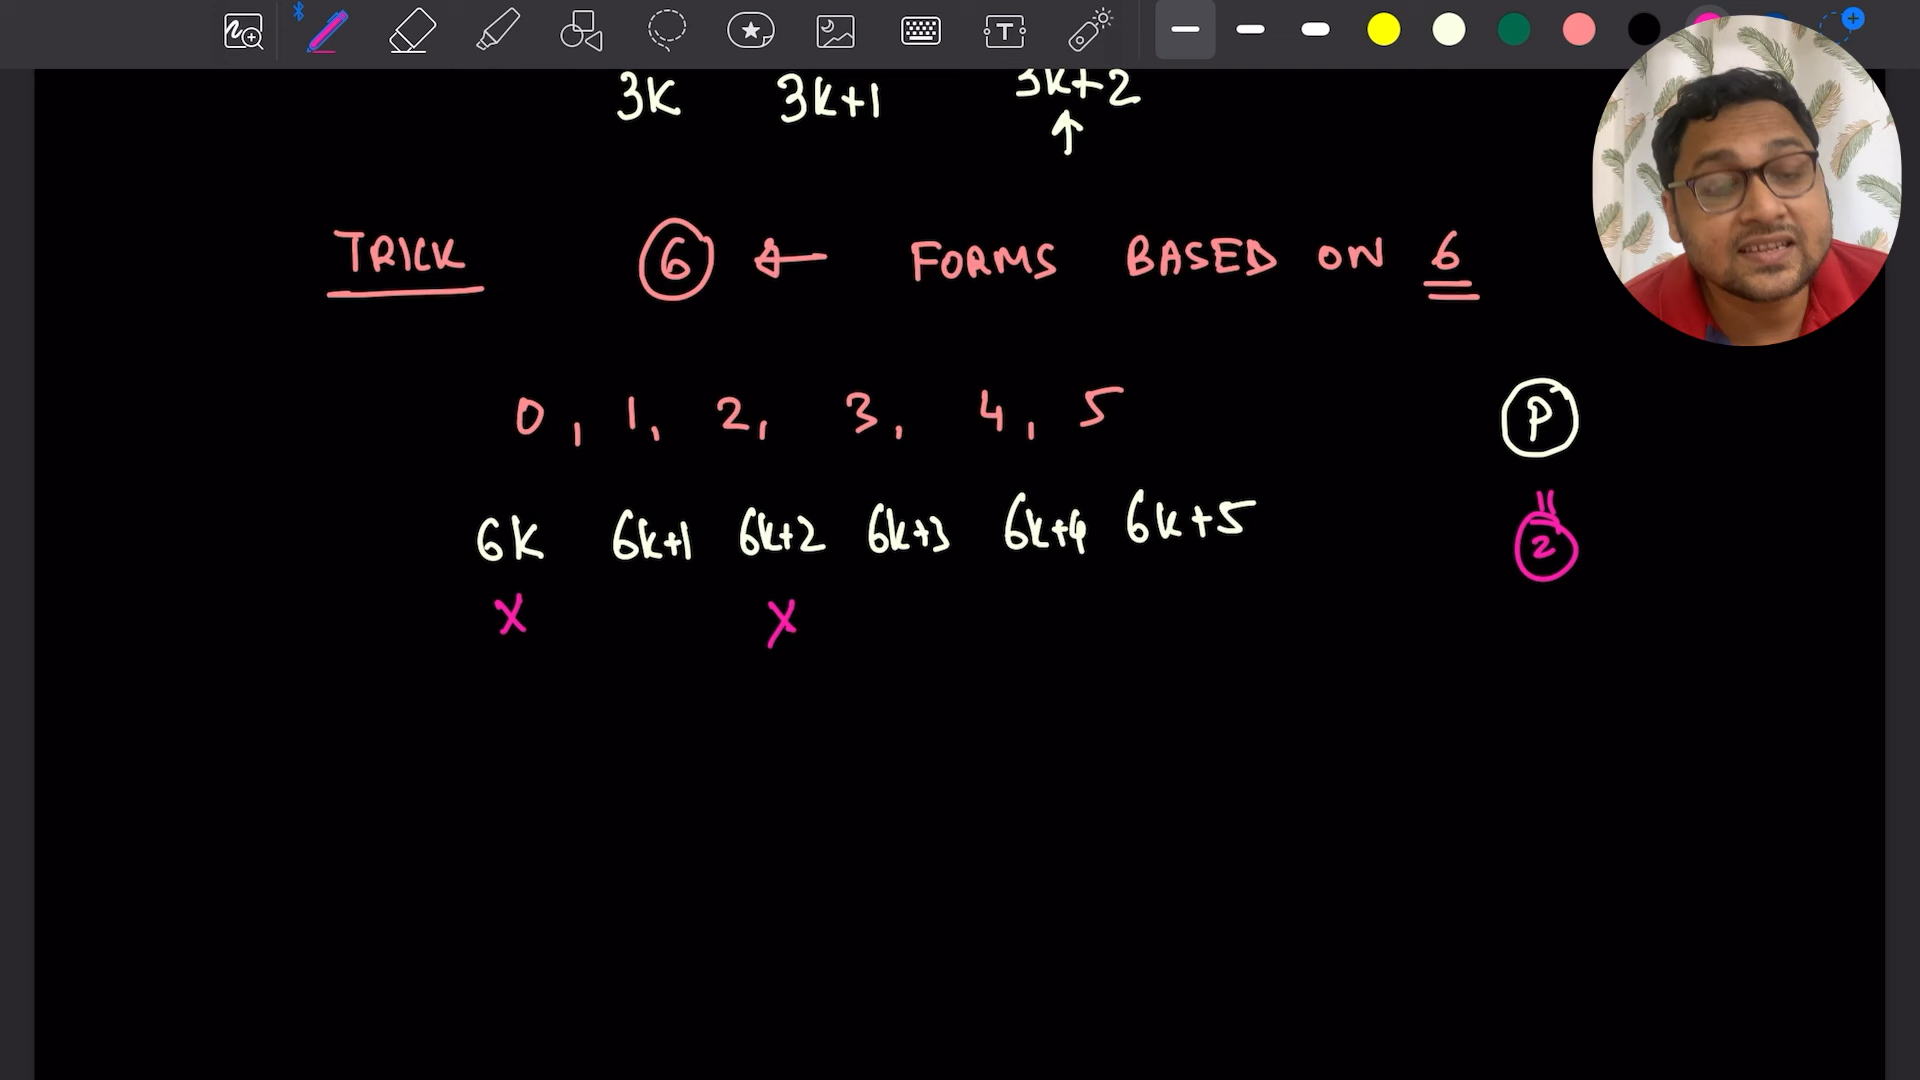 3k 3k+1 3k+2
↑
TRICK 6 ← FORMS BASED ON 6
0, 1, 2, 3, 4, 5
P
6k 6k+1 6k+2 6k+3 6k+4 6k+5
2
X X